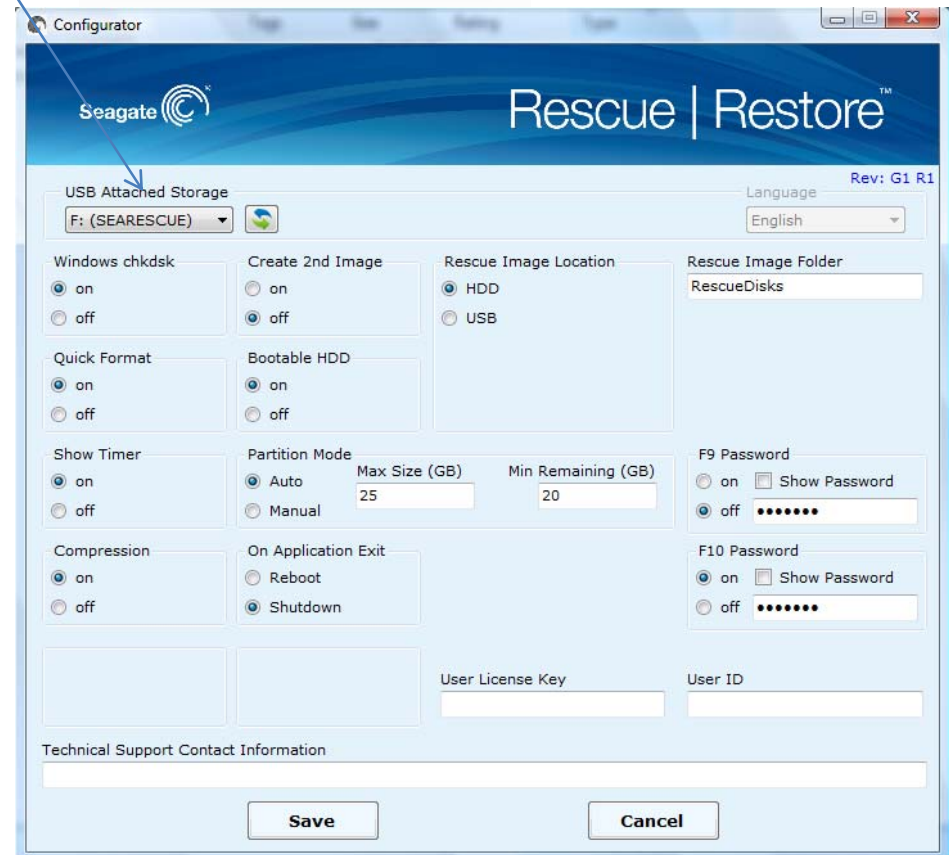 Configurator
Seagate
Rescue | Restore™
Rev: G1 R1
USB Attached Storage
Language
F: (SEARESCUE)
English
Windows chkdsk
on
off
Create 2nd Image
on
off
Rescue Image Location
HDD
USB
Rescue Image Folder
RescueDisks
Quick Format
on
off
Bootable HDD
on
off
Show Timer
on
off
Partition Mode
Auto
Manual
Max Size (GB)
25
Min Remaining (GB)
20
F9 Password
on
Show Password
off •••••••
Compression
on
off
On Application Exit
Reboot
Shutdown
F10 Password
on
Show Password
off •••••••
User License Key
User ID
Technical Support Contact Information
Save
Cancel